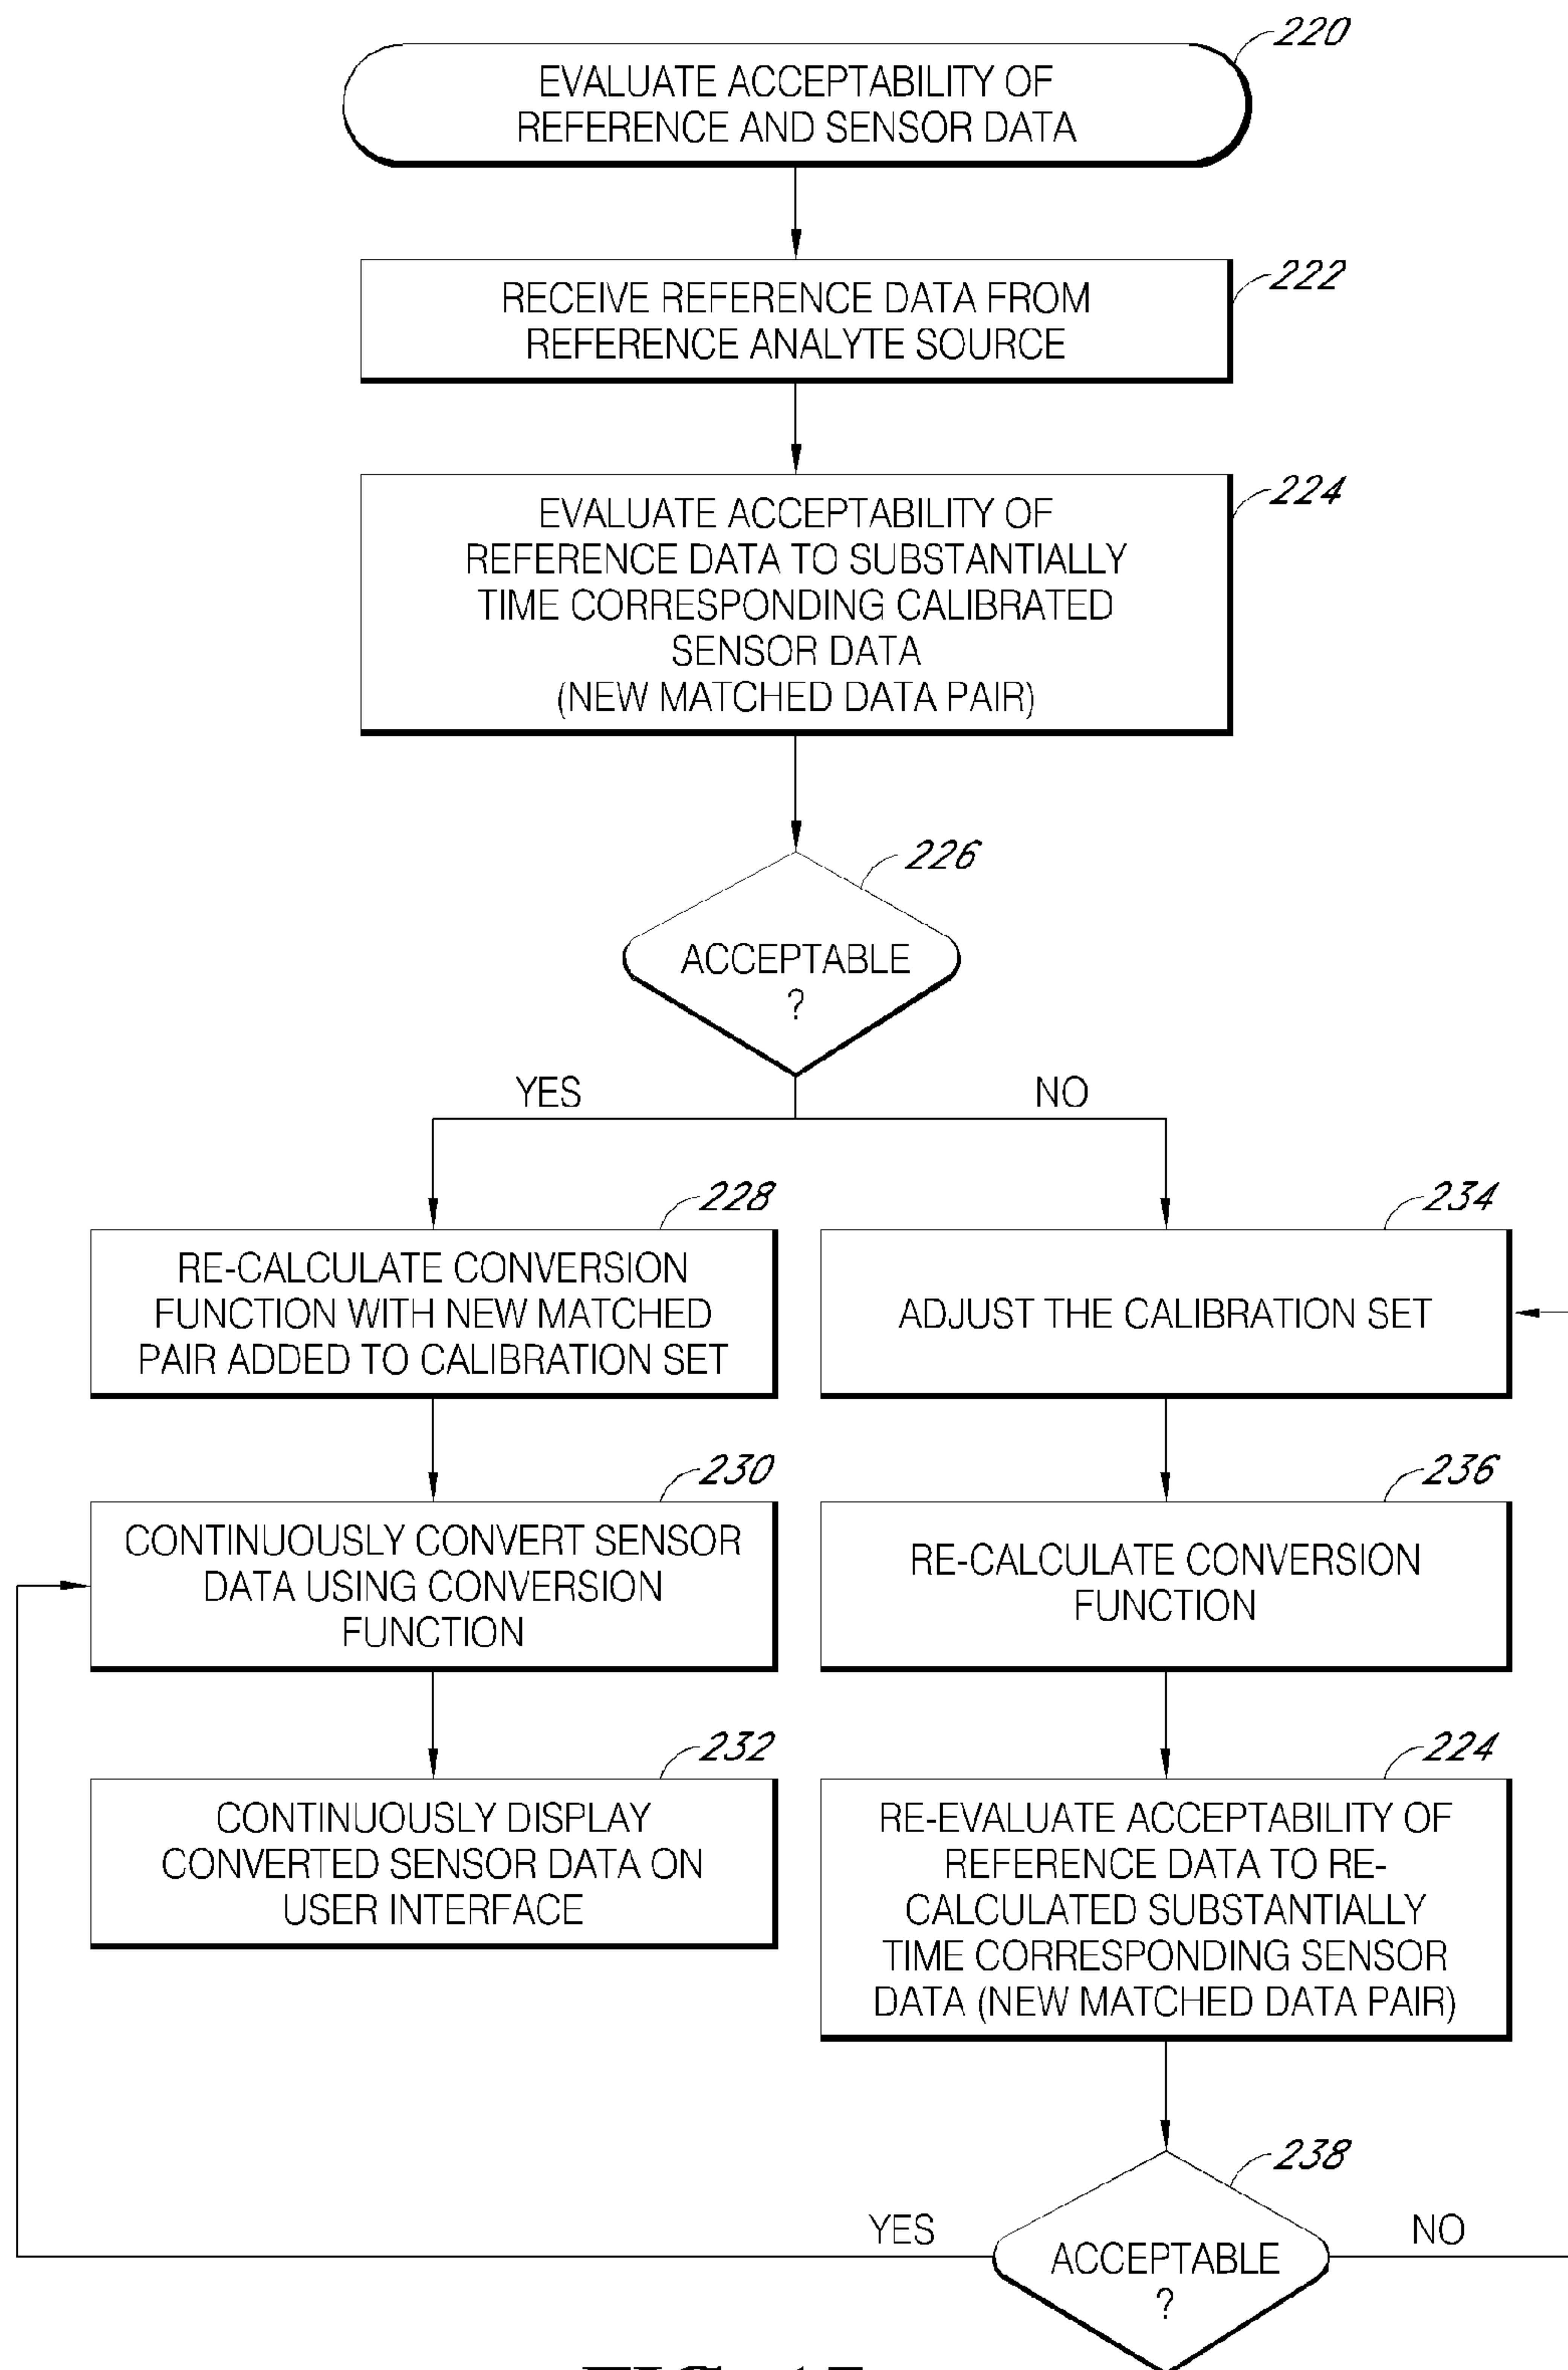 220
EVALUATE ACCEPTABILITY OF
REFERENCE AND SENSOR DATA
222
RECEIVE REFERENCE DATA FROM
REFERENCE ANALYTE SOURCE
224
EVALUATE ACCEPTABILITY OF
REFERENCE DATA TO SUBSTANTIALLY
TIME CORRESPONDING CALIBRATED
SENSOR DATA
(NEW MATCHED DATA PAIR)
226
ACCEPTABLE
?
YES
NO
228
RE-CALCULATE CONVERSION
FUNCTION WITH NEW MATCHED
PAIR ADDED TO CALIBRATION SET
234
ADJUST THE CALIBRATION SET
230
CONTINUOUSLY CONVERT SENSOR
DATA USING CONVERSION
FUNCTION
236
RE-CALCULATE CONVERSION
FUNCTION
232
CONTINUOUSLY DISPLAY
CONVERTED SENSOR DATA ON
USER INTERFACE
224
RE-EVALUATE ACCEPTABILITY OF
REFERENCE DATA TO RE-
CALCULATED SUBSTANTIALLY
TIME CORRESPONDING SENSOR
DATA (NEW MATCHED DATA PAIR)
238
YES
ACCEPTABLE
?
NO